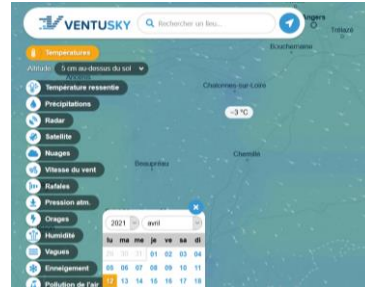 VENTUSKY
Rechercher un lieu...
Angers
Trélazé
Températures
Bouchemaine
Altitude
5 cm au-dessus du sol
Ancenis
Température ressentie
Chalonnes-sur-Loire
Précipitations
-3 °C
Radar
Satellite
Nuages
Chemillé
Vitesse du vent
Beaupréau
Rafales
Pression atm.
Orages
2021
avril
Humidité
lu ma me je ve sa di
Vagues
29 30 31 01 02 03 04
Enneigement
05 06 07 08 09 10 11
Pollution de l'air
12 13 14 15 16 17 18